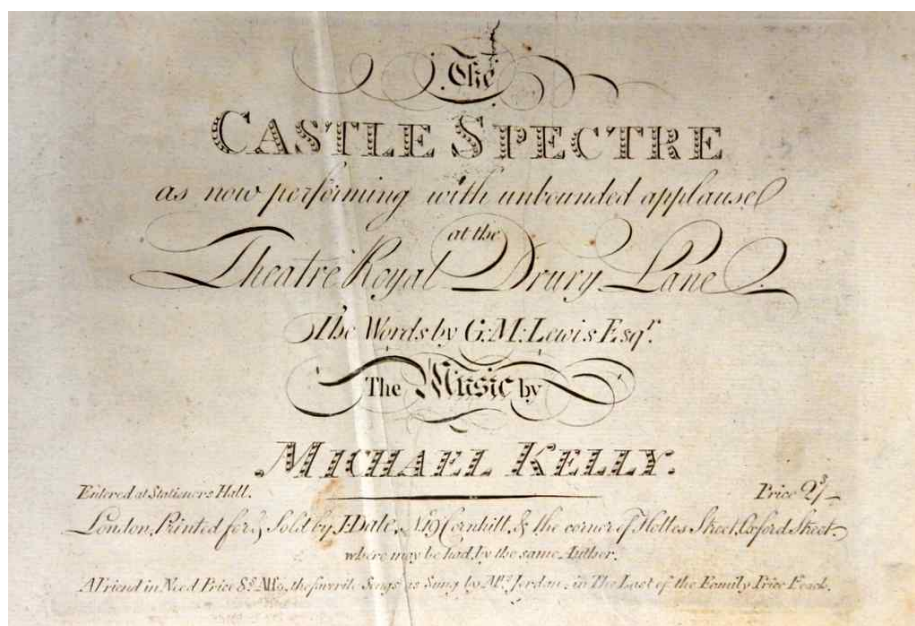 The
CASTLE SPECTRE
as now performing with unbounded applause
at the
Theatre Royal Drury Lane
The Words by G. M. Lewis Esqr.
The Music by
MICHAEL KELLY.
Entered at Stationers Hall. Price 2/-
London, Printed for, & Sold by J. Dale, No. 19 Cornhill, & the corner of Holles Street, Oxford Street.
where may be had, by the same Auther.
A Friend in Need Price 8s. Also, the favorite Songs as Sung by Mrs. Jordan, in The Last of the Family Price Each.